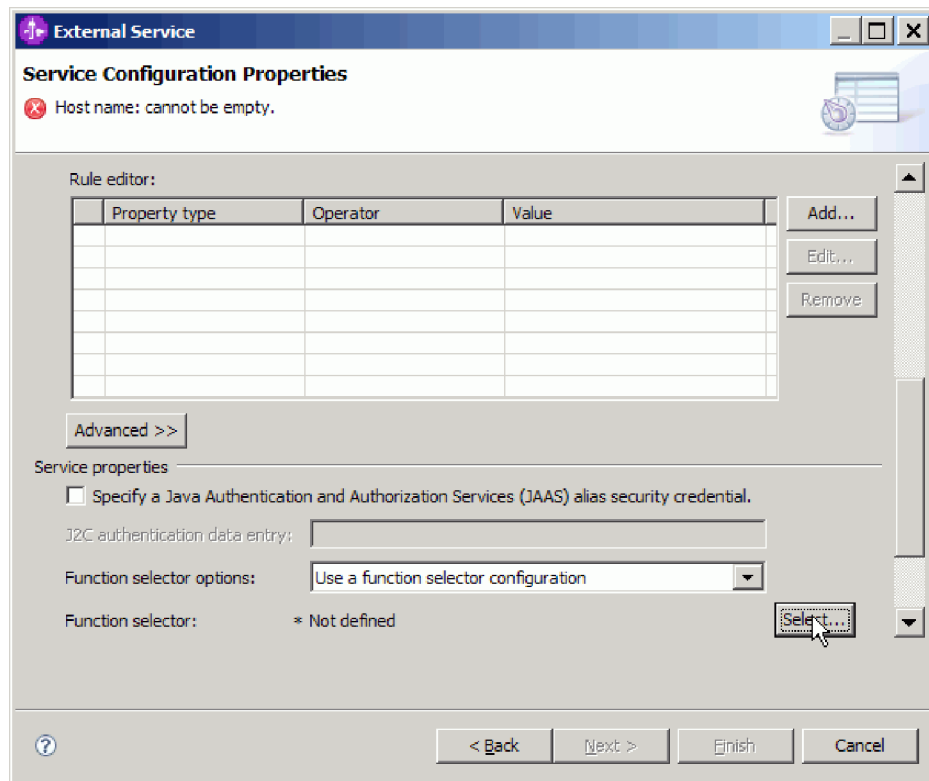 External Service
Service Configuration Properties
Host name: cannot be empty.
Rule editor:
Property type Operator Value
Add...
Edit...
Remove
Advanced >>
Service properties
Specify a Java Authentication and Authorization Services (JAAS) alias security credential.
J2C authentication data entry:
Function selector options: Use a function selector configuration
Function selector: * Not defined Select...
< Back Next > Finish Cancel